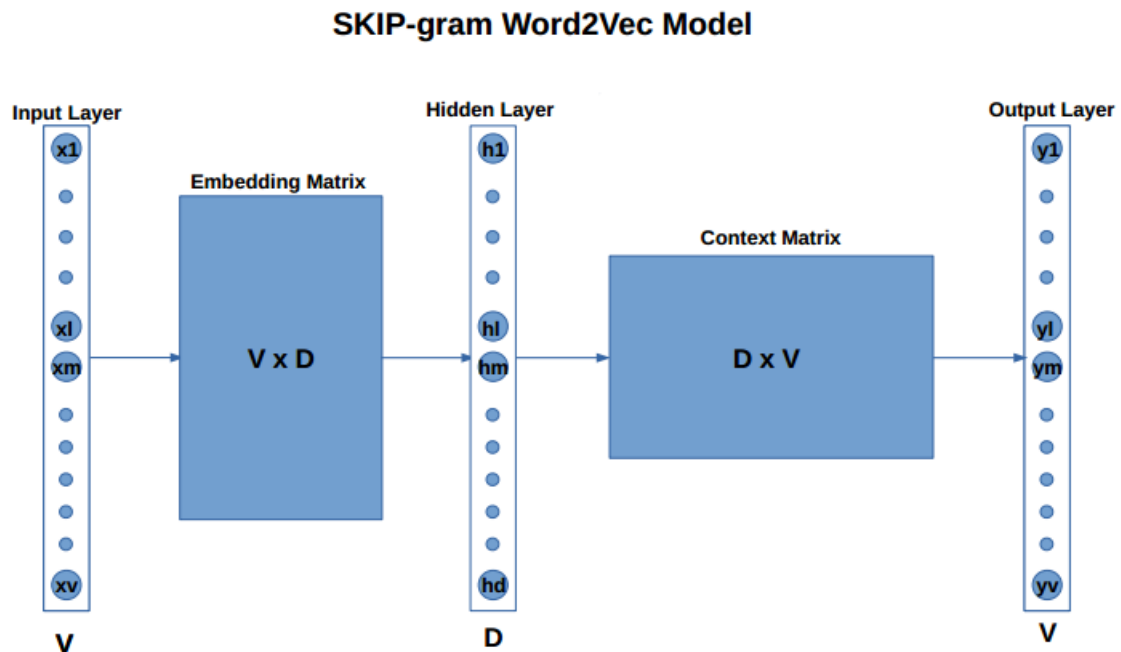 SKIP-gram Word2Vec Model
Input Layer
Hidden Layer
Output Layer
x1
h1
y1
Embedding Matrix
Context Matrix
xl
hl
yl
V x D
D x V
xm
hm
ym
xv
hd
yv
V
D
V